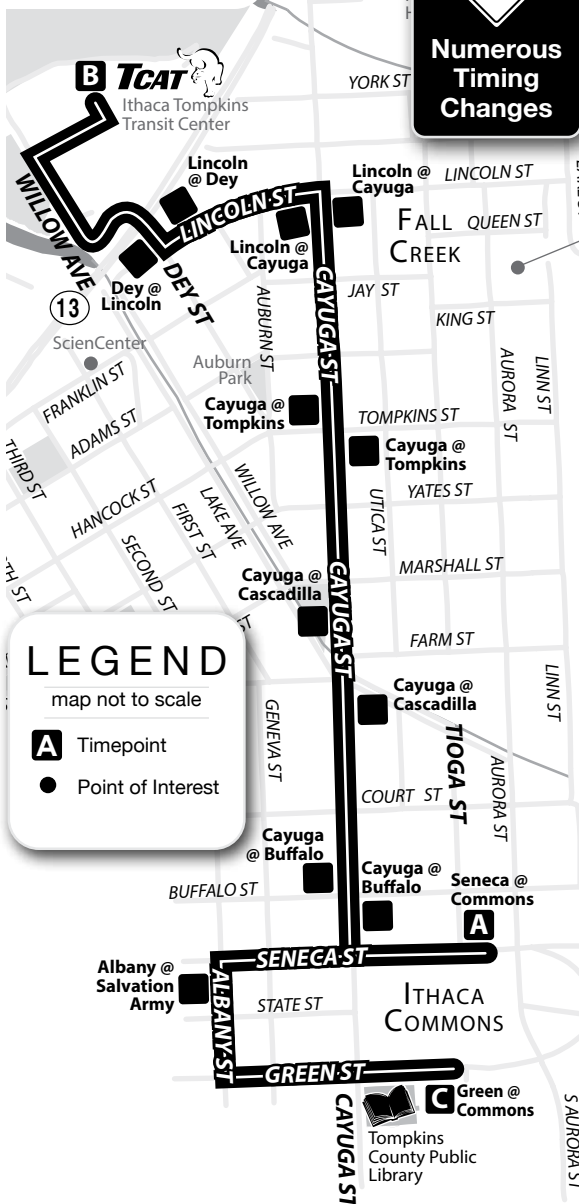 H
Numerous
Timing
Changes
B TCAT
Ithaca Tompkins
Transit Center
YORK ST
Lincoln
@ Dey
Lincoln @
Cayuga
LINCOLN ST
WILLOW AVE
LINCOLN ST
FALL
CREEK
QUEEN ST
Lincoln @
Cayuga
DEY ST
Dey @
Lincoln
13
CAYUGA ST
JAY ST
AUBURN ST
KING ST
ScienCenter
Auburn
Park
AURORA ST
LINN ST
FRANKLIN ST
Cayuga @
Tompkins
TOMPKINS ST
ADAMS ST
THIRD ST
Cayuga @
Tompkins
WILLOW AVE
LAKE AVE
HANCOCK ST
FIRST ST
UTICA ST
YATES ST
SECOND ST
MARSHALL ST
TH ST
Cayuga @
Cascadilla
CAYUGA ST
ST
FARM ST
LEGEND
map not to scale
A Timepoint
Point of Interest
Cayuga @
Cascadilla
LINN ST
GENEVA ST
TIOGA ST
AURORA ST
COURT ST
Cayuga
@ Buffalo
Cayuga @
Buffalo
Seneca @
Commons
A
BUFFALO ST
SENECA ST
Albany @
Salvation
Army
ALBANY ST
STATE ST
ITHACA
COMMONS
GREEN ST
C Green @
Commons
CAYUGA ST
Tompkins
County Public
Library
S AURORA ST